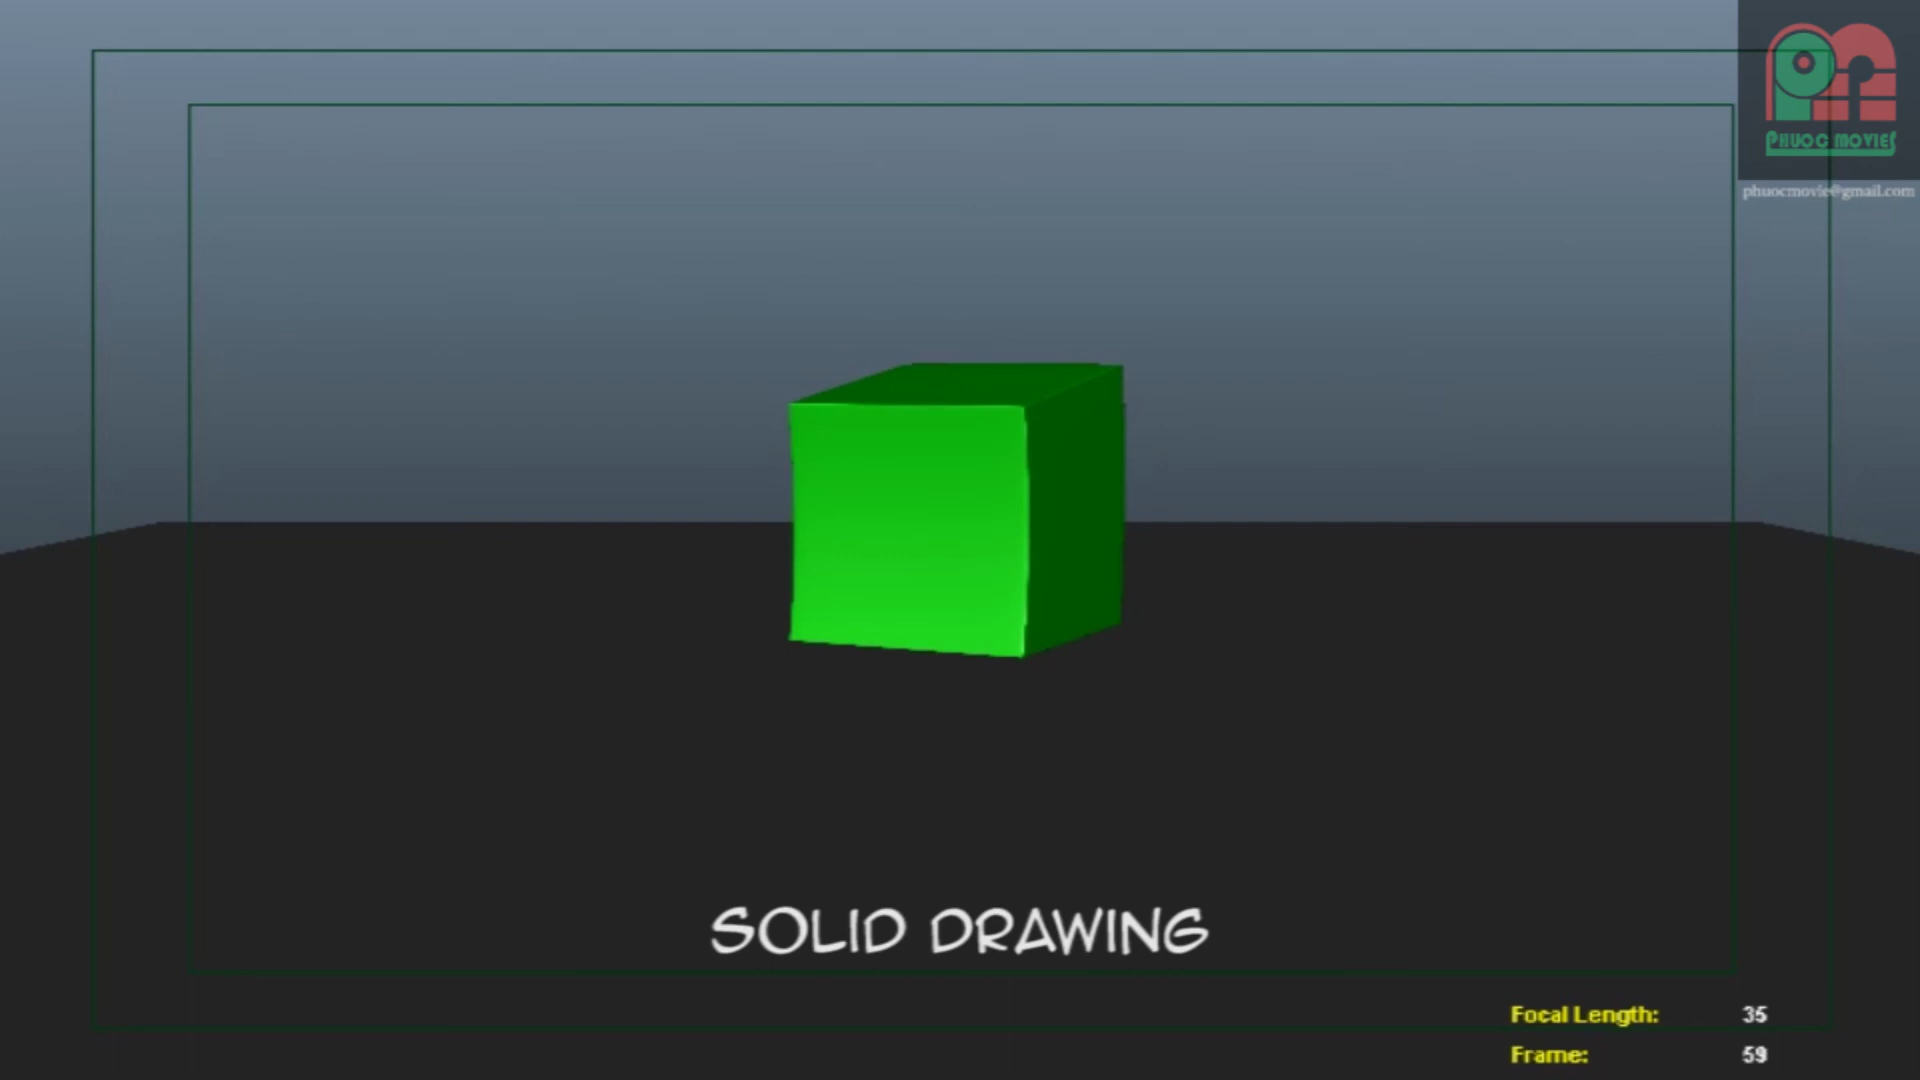 PHUOC MOVIES
phuocmovie@gmail.com
SOLID DRAWING
Focal Length: 35
Frame: 59